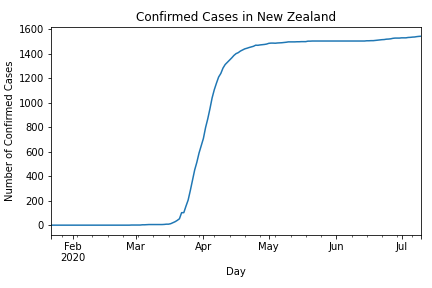 Confirmed Cases in New Zealand
Number of Confirmed Cases
1600
1400
1200
1000
800
600
400
200
0
Feb Mar Apr May Jun Jul
2020
Day